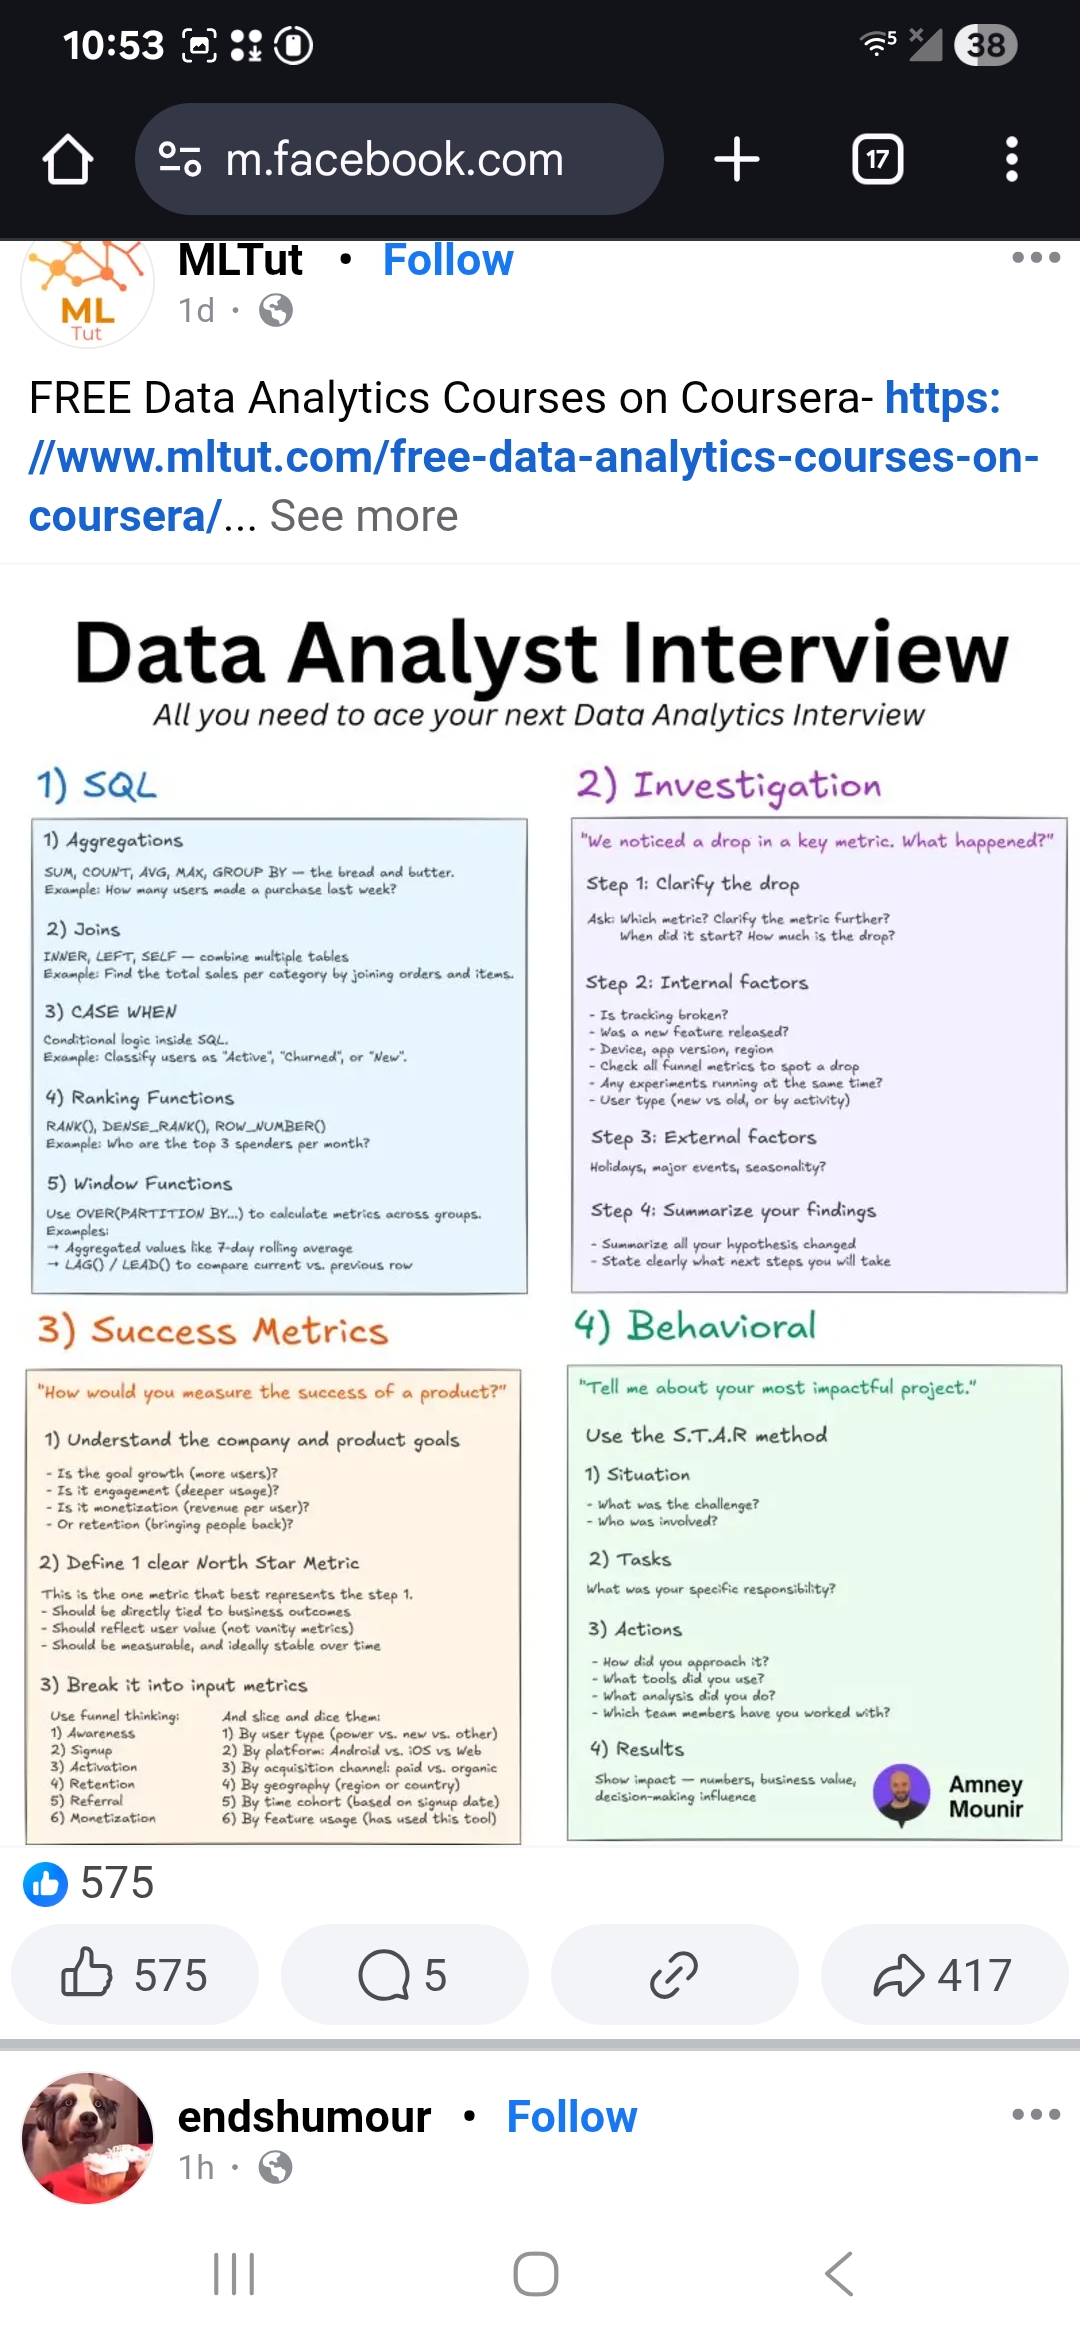 10:53
5
38
m.facebook.com
17
ML
Tut
MLTut • Follow
1d ·
FREE Data Analytics Courses on Coursera- https:
//www.mltut.com/free-data-analytics-courses-on-
coursera/... See more
Data Analyst Interview
All you need to ace your next Data Analytics Interview
1) SQL
1) Aggregations
SUM, COUNT, AVG, MAX, GROUP BY — the bread and butter.
Example: How many users made a purchase last week?
2) Joins
INNER, LEFT, SELF — combine multiple tables
Example: Find the total sales per category by joining orders and items.
3) CASE WHEN
Conditional logic inside SQL.
Example: Classify users as "Active", "Churned", or "New".
4) Ranking Functions
RANK(), DENSE_RANK(), ROW_NUMBER()
Example: Who are the top 3 spenders per month?
5) Window Functions
Use OVER(PARTITION BY...) to calculate metrics across groups.
Examples:
→ Aggregated values like 7-day rolling average
→ LAG() / LEAD() to compare current vs. previous row
2) Investigation
"We noticed a drop in a key metric. What happened?"
Step 1: Clarify the drop
Ask: Which metric? Clarify the metric further?
When did it start? How much is the drop?
Step 2: Internal factors
- Is tracking broken?
- Was a new feature released?
- Device, app version, region
- Check all funnel metrics to spot a drop
- Any experiments running at the same time?
- User type (new vs old, or by activity)
Step 3: External factors
Holidays, major events, seasonality?
Step 4: Summarize your findings
- Summarize all your hypothesis changed
- State clearly what next steps you will take
3) Success Metrics
"How would you measure the success of a product?"
1) Understand the company and product goals
- Is the goal growth (more users)?
- Is it engagement (deeper usage)?
- Is it monetization (revenue per user)?
- Or retention (bringing people back)?
2) Define 1 clear North Star Metric
This is the one metric that best represents the step 1.
- Should be directly tied to business outcomes
- Should reflect user value (not vanity metrics)
- Should be measurable, and ideally stable over time
3) Break it into input metrics
Use funnel thinking:
1) Awareness
2) Signup
3) Activation
4) Retention
5) Referral
6) Monetization
And slice and dice them:
1) By user type (power vs. new vs. other)
2) By platform: Android vs. iOS vs Web
3) By acquisition channel: paid vs. organic
4) By geography (region or country)
5) By time cohort (based on signup date)
6) By feature usage (has used this tool)
4) Behavioral
"Tell me about your most impactful project."
Use the S.T.A.R method
1) Situation
- What was the challenge?
- Who was involved?
2) Tasks
What was your specific responsibility?
3) Actions
- How did you approach it?
- What tools did you use?
- What analysis did you do?
- Which team members have you worked with?
4) Results
Show impact — numbers, business value,
decision-making influence
Amney
Mounir
575
575
5
417
endshumour • Follow
1h ·